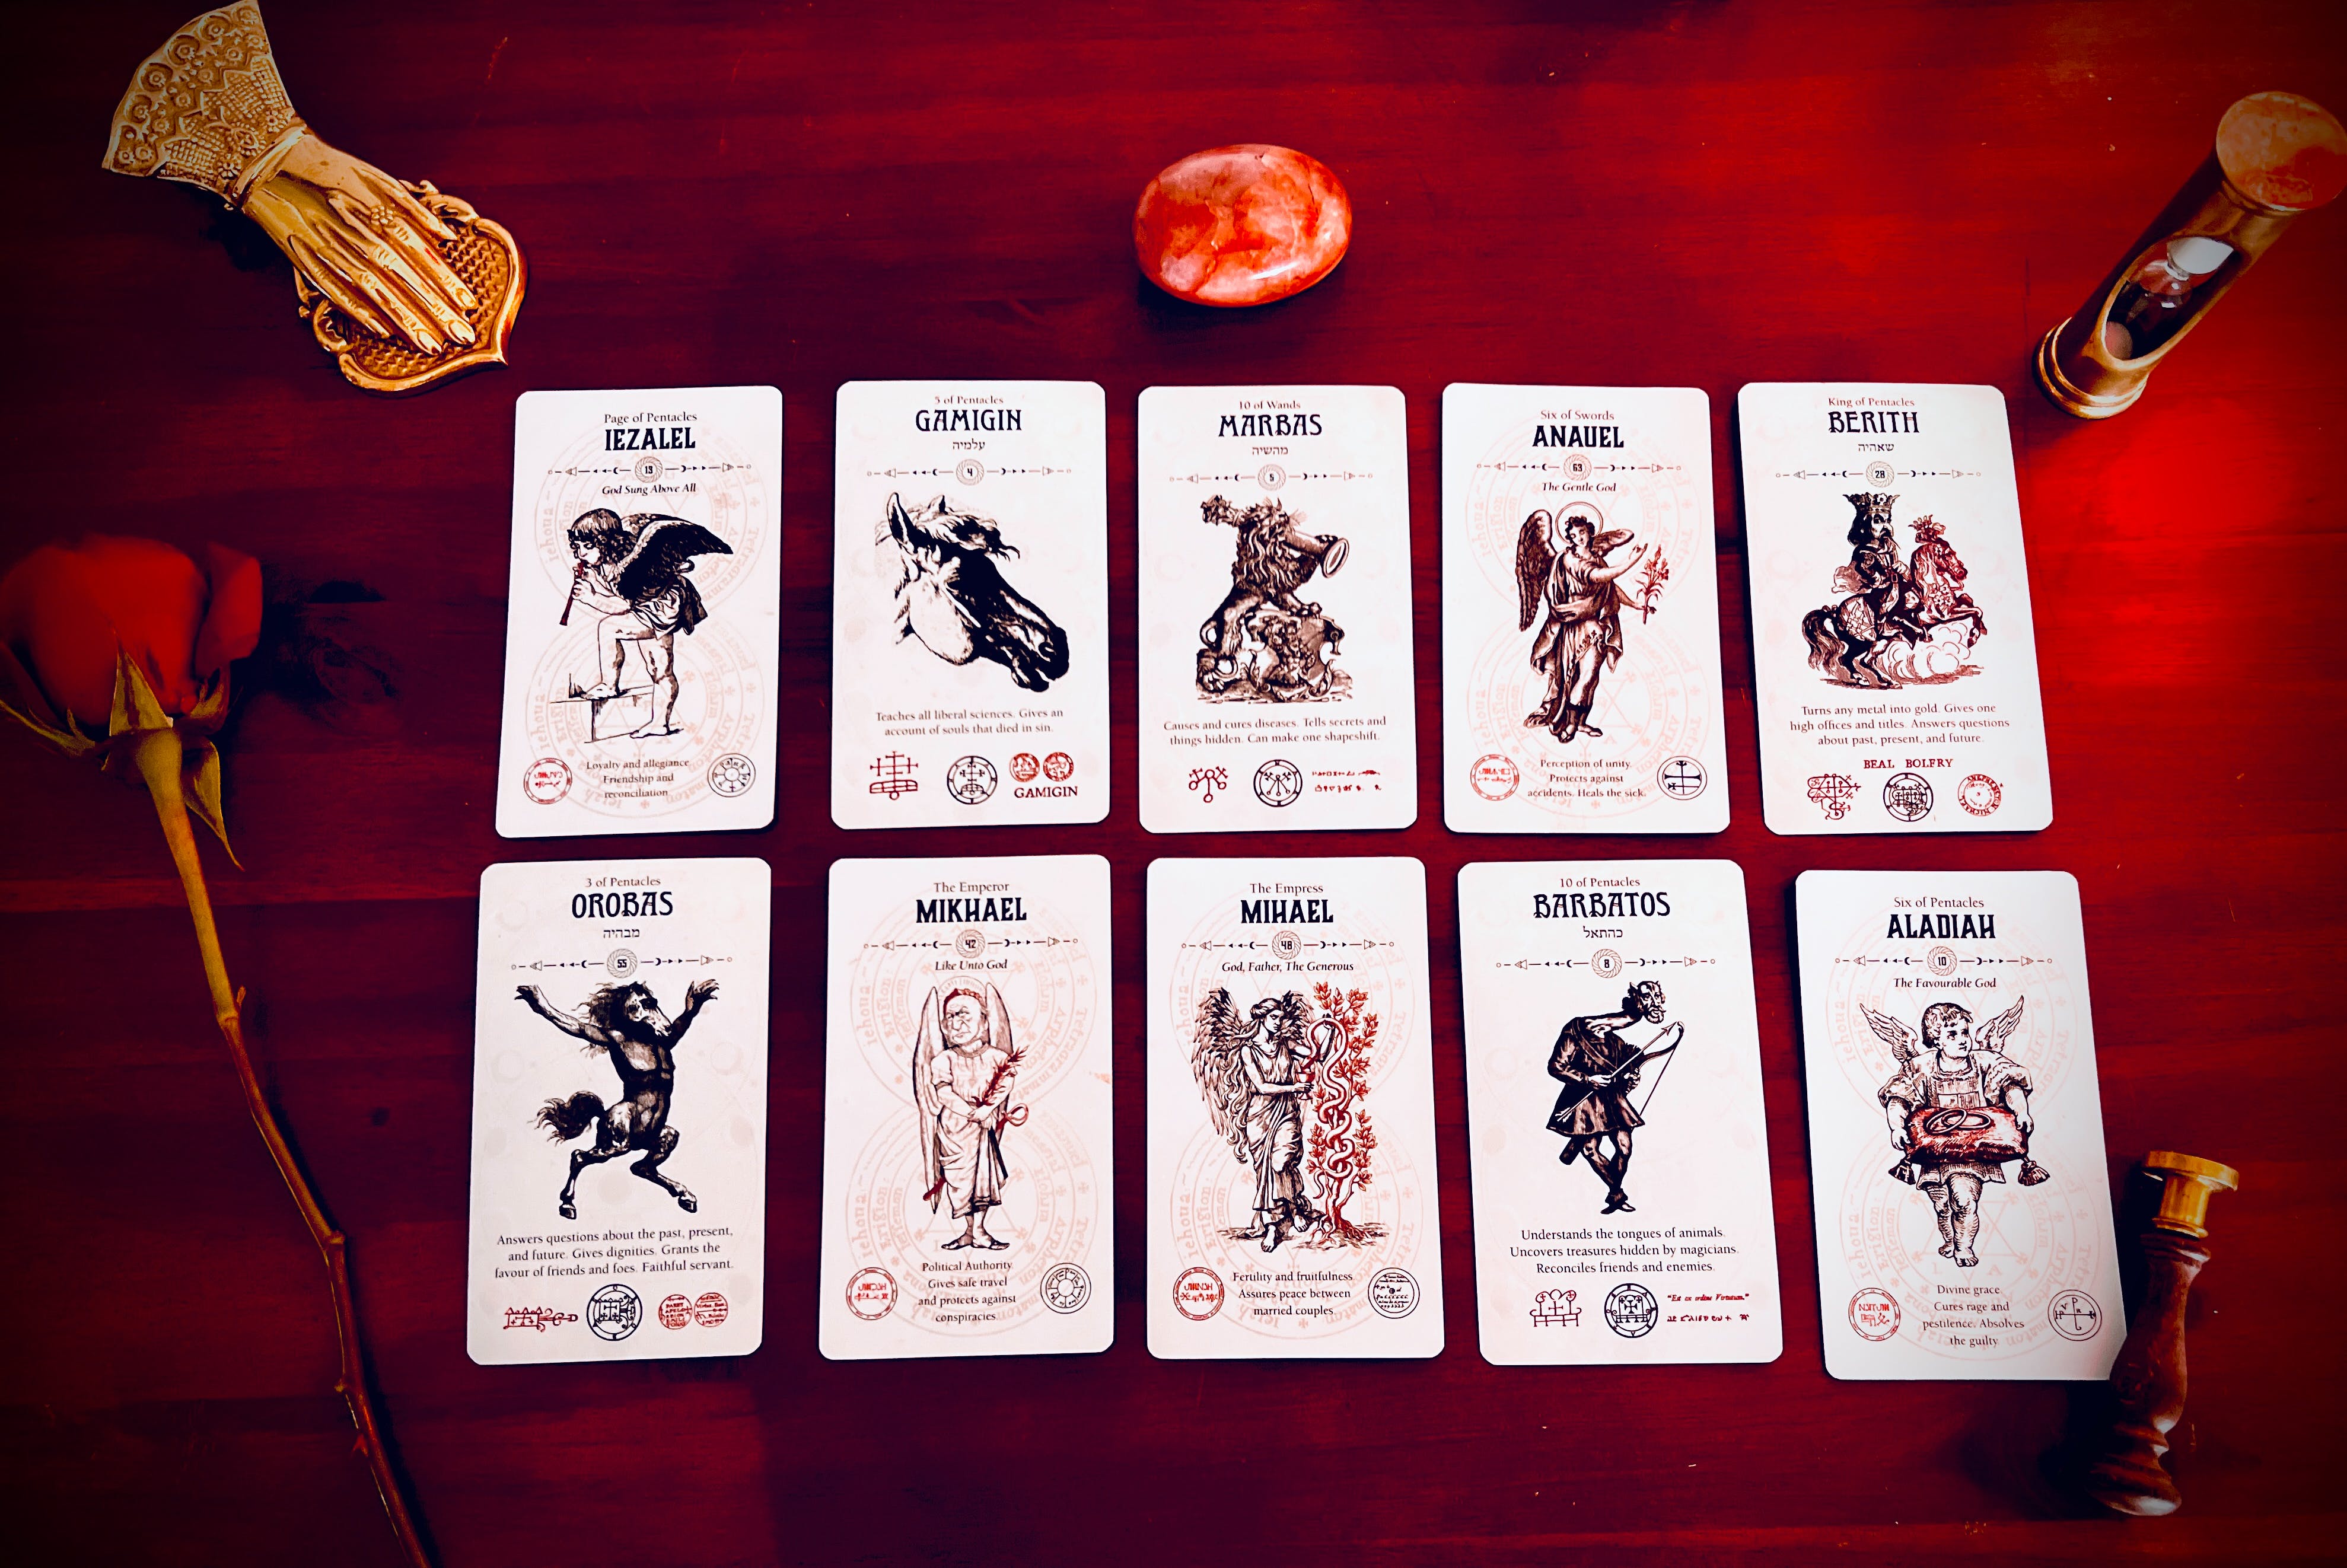 Page of Pentacles
IEZALEL
13
God Sung Above All
Loyalty and allegiance
Friendship and
reconciliation
5 of Pentacles
GAMIGIN
עלמיה
4
Teaches all liberal sciences. Gives an
account of souls that died in sin.
GAMIGIN
10 of Wands
MARBAS
מהשיה
5
Causes and cures diseases. Tells secrets and
things hidden. Can make one shapeshift.
Six of Swords
ANAUEL
63
The Gentle God
Perception of unity.
Protects against
accidents. Heals the sick.
King of Pentacles
BERITH
שאהיה
28
Turns any metal into gold. Gives one
high offices and titles. Answers questions
about past, present, and future.
BEAL BOLFRY
3 of Pentacles
OROBAS
מבהיה
55
Answers questions about the past, present,
and future. Gives dignities. Grants the
favour of friends and foes. Faithful servant.
The Emperor
MIKHAEL
42
Like Unto God
Political Authority
Gives safe travel
and protects against
conspiracies
The Empress
MIHAEL
48
God, Father, The Generous
Fertility and fruitfulness
Assures peace between
married couples
10 of Pentacles
BARBATOS
כהתאל
8
Understands the tongues of animals.
Uncovers treasures hidden by magicians.
Reconciles friends and enemies.
Six of Pentacles
ALADIAH
10
The Favourable God
Divine grace
Cures rage and
pestilence. Absolves
the guilty